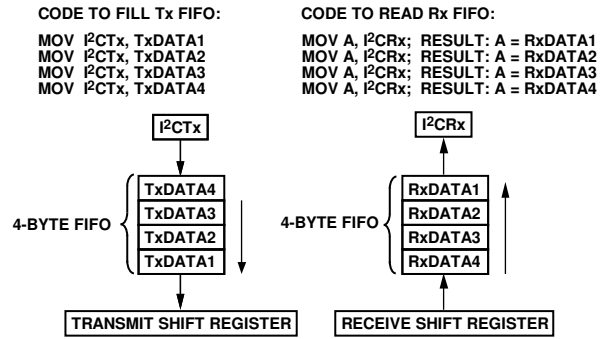 CODE TO FILL Tx FIFO:
MOV I²CTx, TxDATA1
MOV I²CTx, TxDATA2
MOV I²CTx, TxDATA3
MOV I²CTx, TxDATA4
I²CTx
4-BYTE FIFO
TxDATA4
TxDATA3
TxDATA2
TxDATA1
TRANSMIT SHIFT REGISTER
CODE TO READ Rx FIFO:
MOV A, I²CRx; RESULT: A = RxDATA1
MOV A, I²CRx; RESULT: A = RxDATA2
MOV A, I²CRx; RESULT: A = RxDATA3
MOV A, I²CRx; RESULT: A = RxDATA4
I²CRx
4-BYTE FIFO
RxDATA1
RxDATA2
RxDATA3
RxDATA4
RECEIVE SHIFT REGISTER